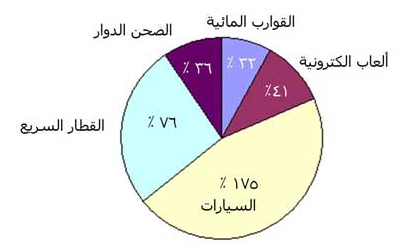 القوارب المائية
الصحن الدوار
٣٢ ٪
٣٦ ٪
ألعاب الكترونية
٤١٪
٧٦ ٪
القطار السريع
١٧٥ ٪
السيارات